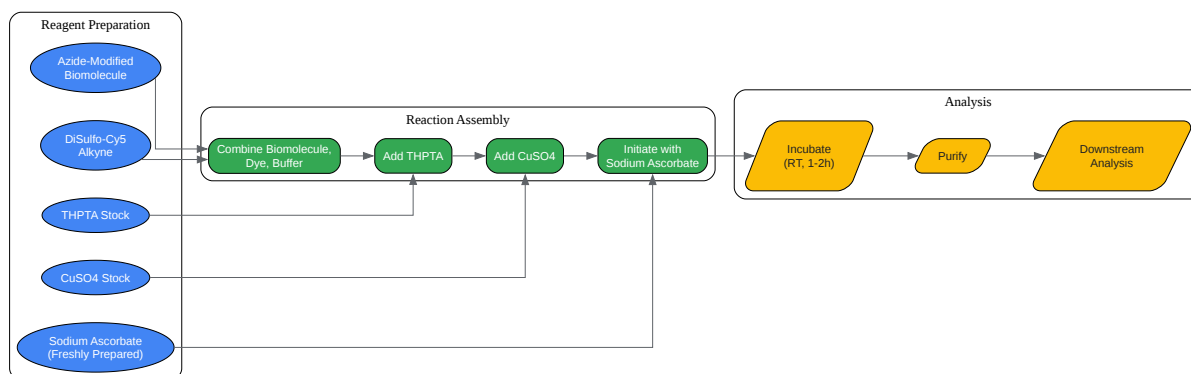 Reagent Preparation
Azide-Modified
Biomolecule
DiSulfo-Cy5
Alkyne
THPTA Stock
CuSO4 Stock
Sodium Ascorbate
(Freshly Prepared)
Reaction Assembly
Combine Biomolecule,
Dye, Buffer
Add THPTA
Add CuSO4
Initiate with
Sodium Ascorbate
Analysis
Incubate
(RT, 1-2h)
Purify
Downstream
Analysis